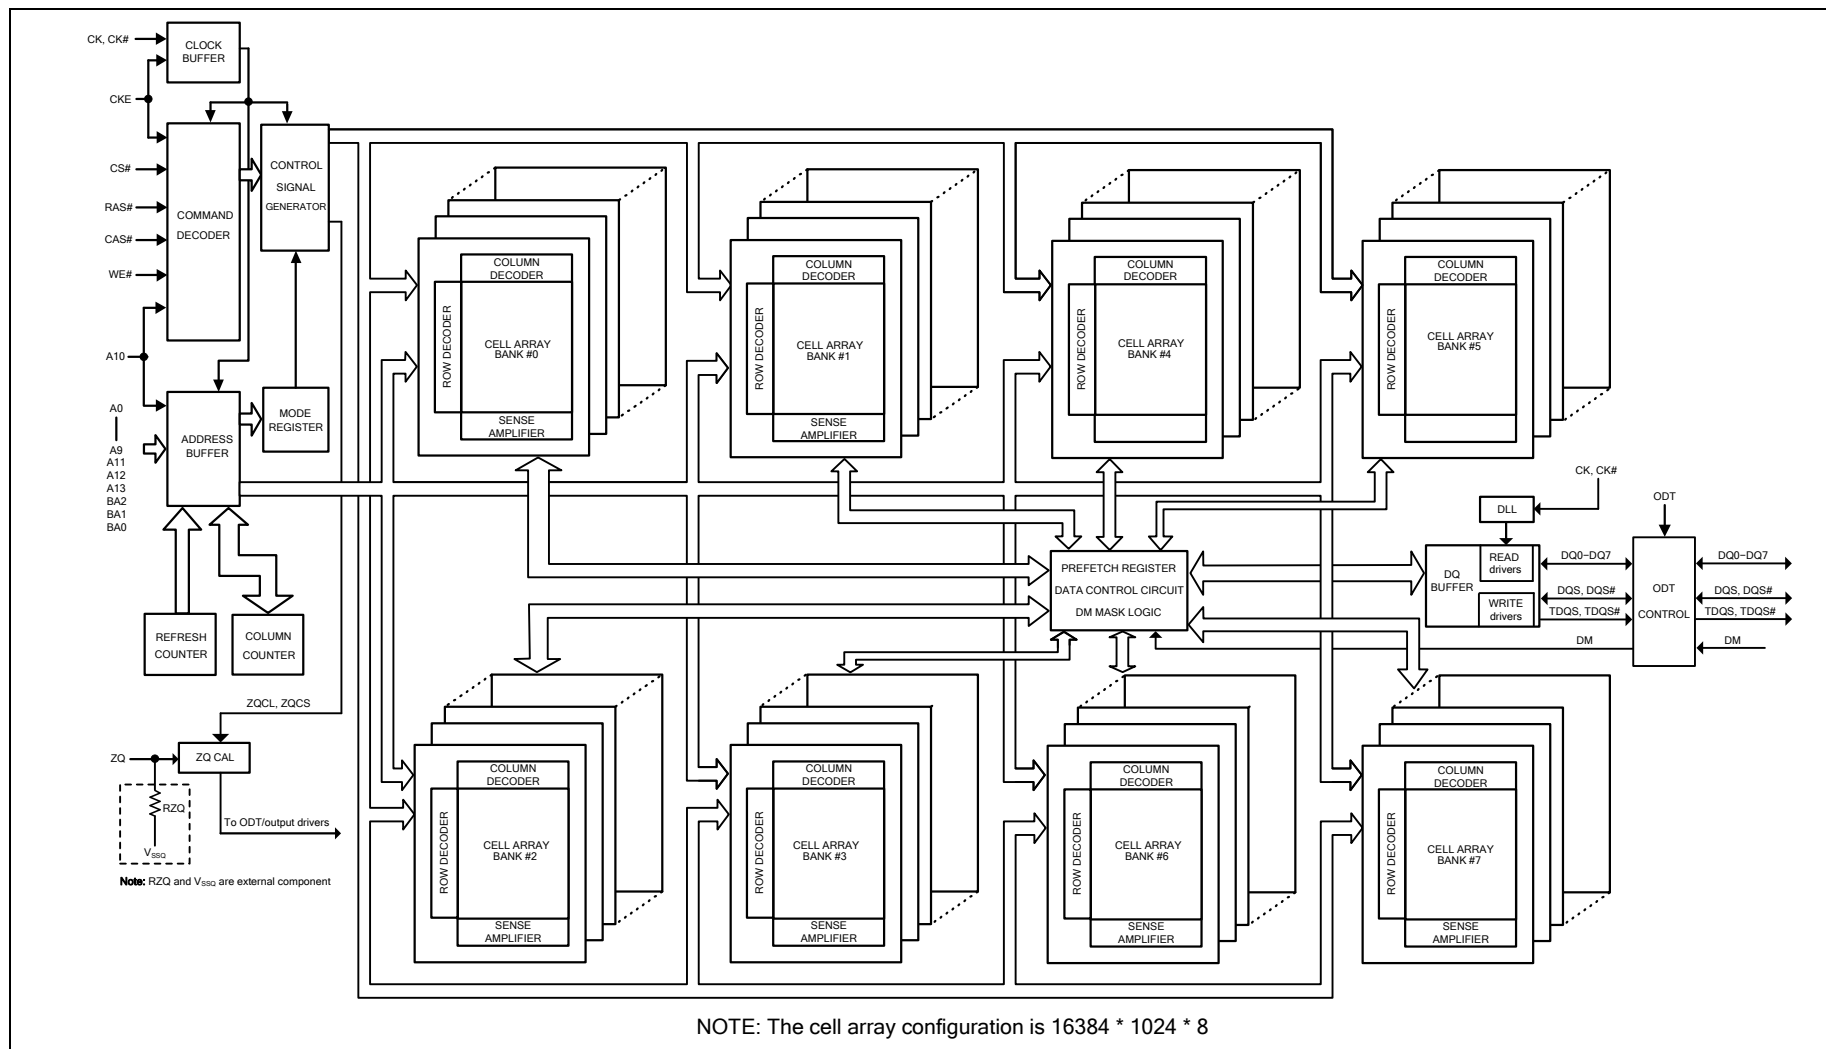 CK, CK#
CLOCK
BUFFER
CKE
CS#
RAS#
CAS#
WE#
A10
COMMAND
DECODER
CONTROL
SIGNAL
GENERATOR
A0
A9
A11
A12
A13
BA2
BA1
BA0
ADDRESS
BUFFER
MODE
REGISTER
REFRESH
COUNTER
COLUMN
COUNTER
ZQCL, ZQCS
ZQ
ZQ CAL
RZQ
VSSQ
To ODT/output drivers
Note: RZQ and VSSQ are external component
COLUMN
DECODER
ROW DECODER
CELL ARRAY
BANK #0
SENSE
AMPLIFIER
COLUMN
DECODER
ROW DECODER
CELL ARRAY
BANK #1
SENSE
AMPLIFIER
COLUMN
DECODER
ROW DECODER
CELL ARRAY
BANK #4
COLUMN
DECODER
ROW DECODER
CELL ARRAY
BANK #5
PREFETCH REGISTER
DATA CONTROL CIRCUIT
DM MASK LOGIC
CK, CK#
DLL
DQ
BUFFER
READ
drivers
WRITE
drivers
DQ0−DQ7
DQS, DQS#
TDQS, TDQS#
DM
ODT
ODT
CONTROL
DQ0−DQ7
DQS, DQS#
TDQS, TDQS#
DM
COLUMN
DECODER
ROW DECODER
CELL ARRAY
BANK #2
SENSE
AMPLIFIER
COLUMN
DECODER
ROW DECODER
CELL ARRAY
BANK #3
SENSE
AMPLIFIER
COLUMN
DECODER
ROW DECODER
CELL ARRAY
BANK #6
SENSE
AMPLIFIER
COLUMN
DECODER
ROW DECODER
CELL ARRAY
BANK #7
SENSE
AMPLIFIER
NOTE: The cell array configuration is 16384 * 1024 * 8